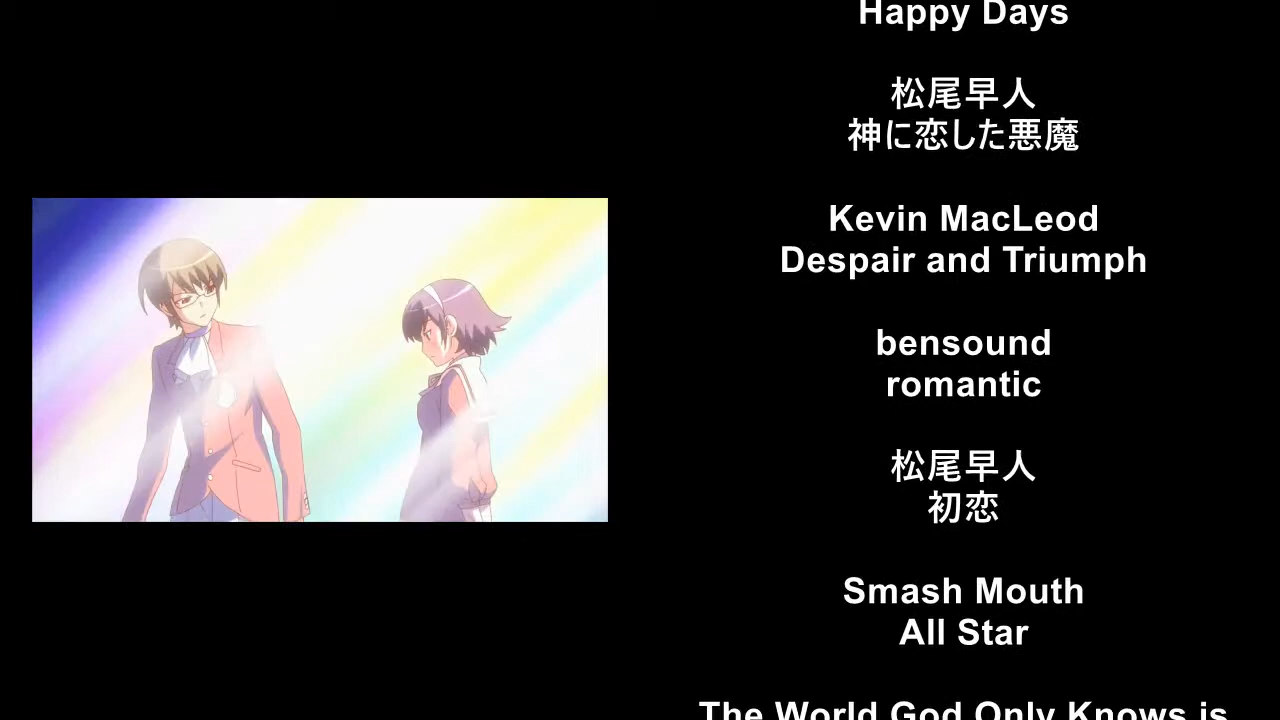 Happy Days
松尾早人
神に恋した悪魔
Kevin MacLeod
Despair and Triumph
bensound
romantic
松尾早人
初恋
Smash Mouth
All Star
The World God Only Knows is